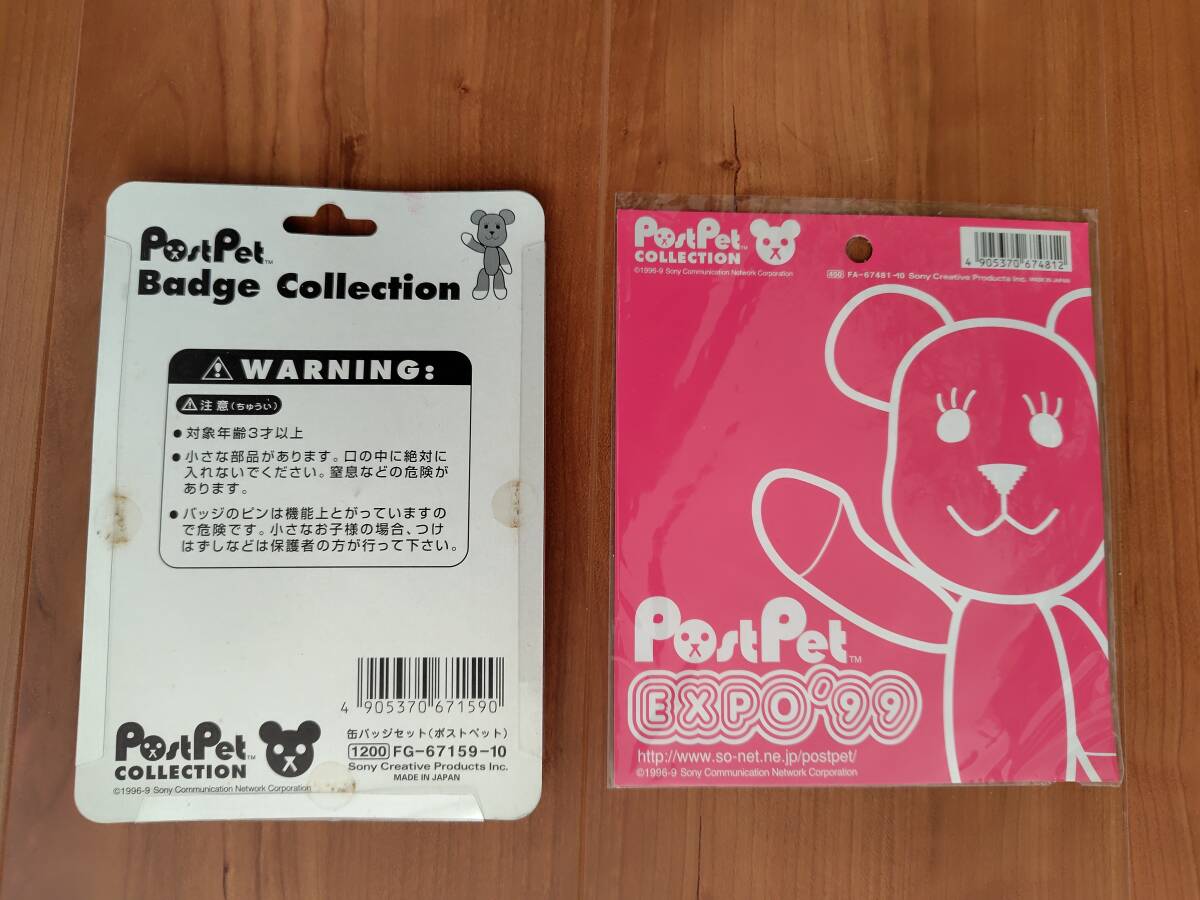 PostPet™
Badge Collection
⚠ WARNING:
⚠注意(ちゅうい)
●対象年齢3才以上
●小さな部品があります。口の中に絶対に
入れないでください。窒息などの危険が
あります。
●バッジのピンは機能上とがっていますの
で危険です。小さなお子様の場合、つけ
はずしなどは保護者の方が行って下さい。
4 905370 671590
缶バッジセット(ポストペット)
1200 FG-67159-10
Sony Creative Products Inc.
MADE IN JAPAN
PostPet™
COLLECTION
©1996-9 Sony Communication Network Corporation
PostPet™
COLLECTION
©1996-9 Sony Communication Network Corporation
4 905370 674812
400 FA-67481-10 Sony Creative Products Inc. MADE IN JAPAN
PostPet™
EXPO'99
http://www.so-net.ne.jp/postpet/
©1996-9 Sony Communication Network Corporation